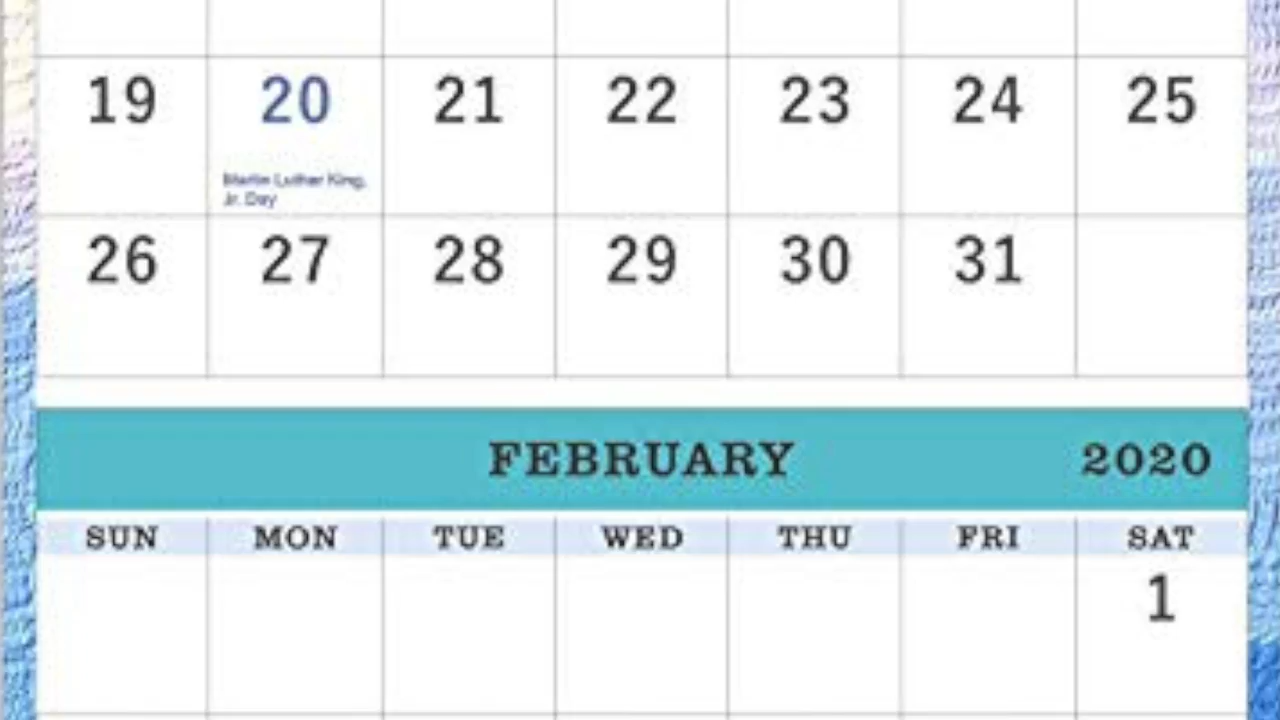 19 20 21 22 23 24 25
Martin Luther King,
Jr. Day
26 27 28 29 30 31
FEBRUARY 2020
SUN MON TUE WED THU FRI SAT
1